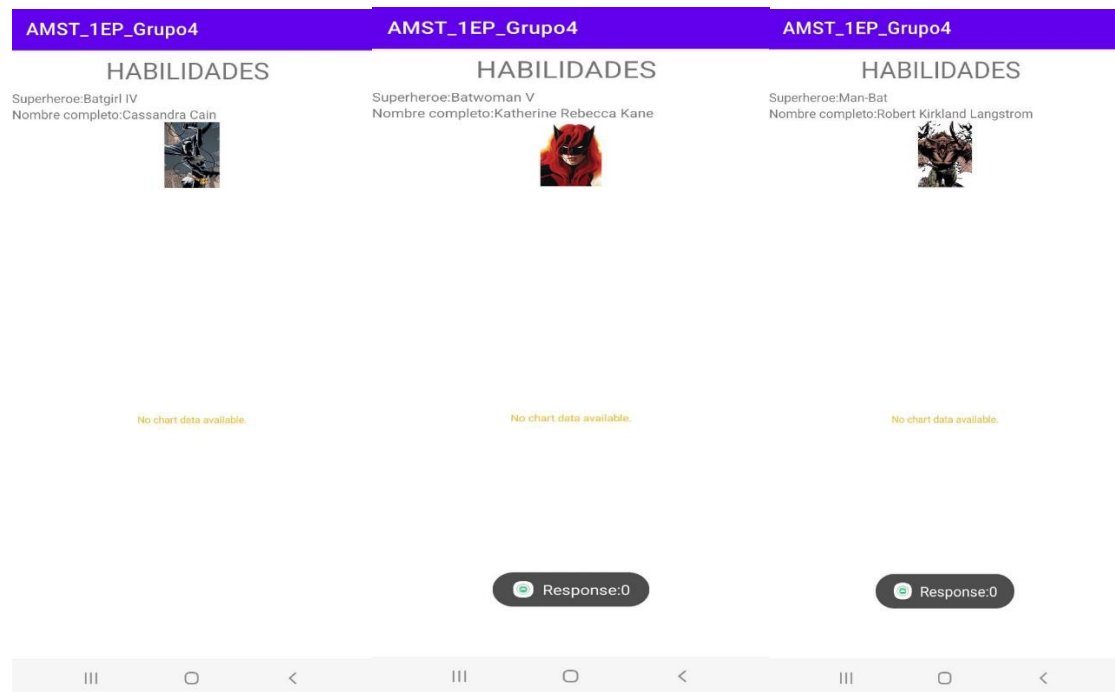 AMST_1EP_Grupo4
HABILIDADES
Superheroe:Batgirl IV
Nombre completo:Cassandra Cain
No chart data available.
AMST_1EP_Grupo4
HABILIDADES
Superheroe:Batwoman V
Nombre completo:Katherine Rebecca Kane
No chart data available.
Response:0
AMST_1EP_Grupo4
HABILIDADES
Superheroe:Man-Bat
Nombre completo:Robert Kirkland Langstrom
No chart data available.
Response:0